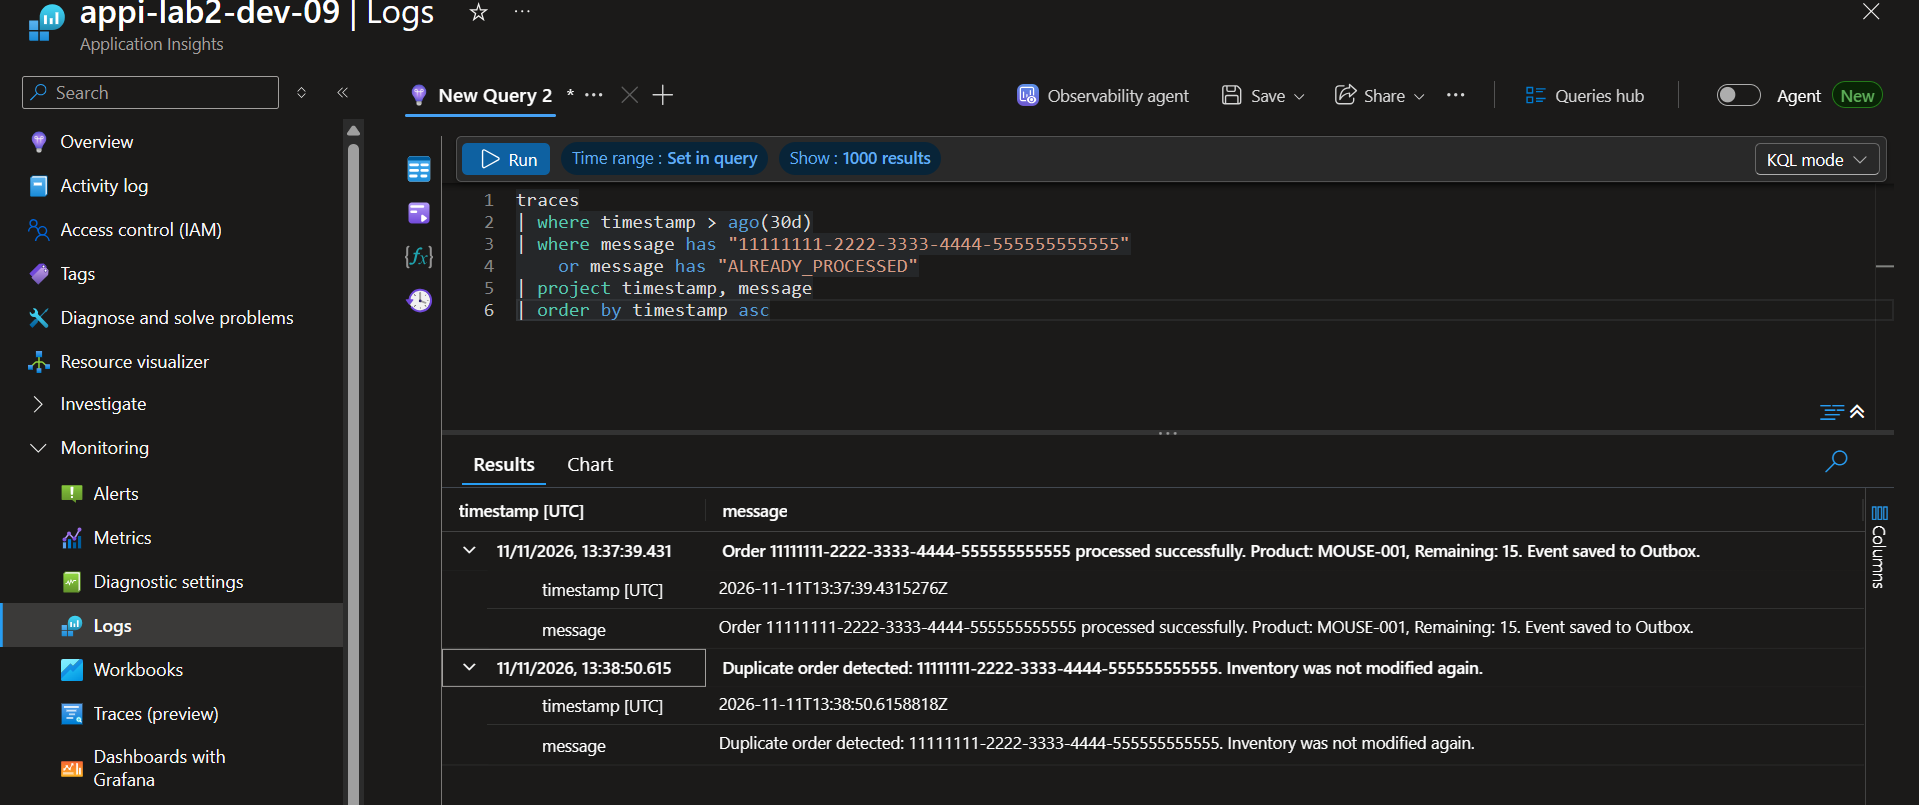 appi-lab2-dev-09 | Logs
Application Insights
Search
Overview
Activity log
Access control (IAM)
Tags
Diagnose and solve problems
Resource visualizer
Investigate
Monitoring
Alerts
Metrics
Diagnostic settings
Logs
Workbooks
Traces (preview)
Dashboards with
Grafana
New Query 2 *
Observability agent
Save
Share
Queries hub
Agent
New
Run
Time range : Set in query
Show : 1000 results
KQL mode
1 traces
2 | where timestamp > ago(30d)
3 | where message has "11111111-2222-3333-4444-555555555555"
4 or message has "ALREADY_PROCESSED"
5 | project timestamp, message
6 | order by timestamp asc
Results
Chart
timestamp [UTC] message
11/11/2026, 13:37:39.431 Order 11111111-2222-3333-4444-555555555555 processed successfully. Product: MOUSE-001, Remaining: 15. Event saved to Outbox.
timestamp [UTC] 2026-11-11T13:37:39.4315276Z
message Order 11111111-2222-3333-4444-555555555555 processed successfully. Product: MOUSE-001, Remaining: 15. Event saved to Outbox.
11/11/2026, 13:38:50.615 Duplicate order detected: 11111111-2222-3333-4444-555555555555. Inventory was not modified again.
timestamp [UTC] 2026-11-11T13:38:50.6158818Z
message Duplicate order detected: 11111111-2222-3333-4444-555555555555. Inventory was not modified again.
Columns